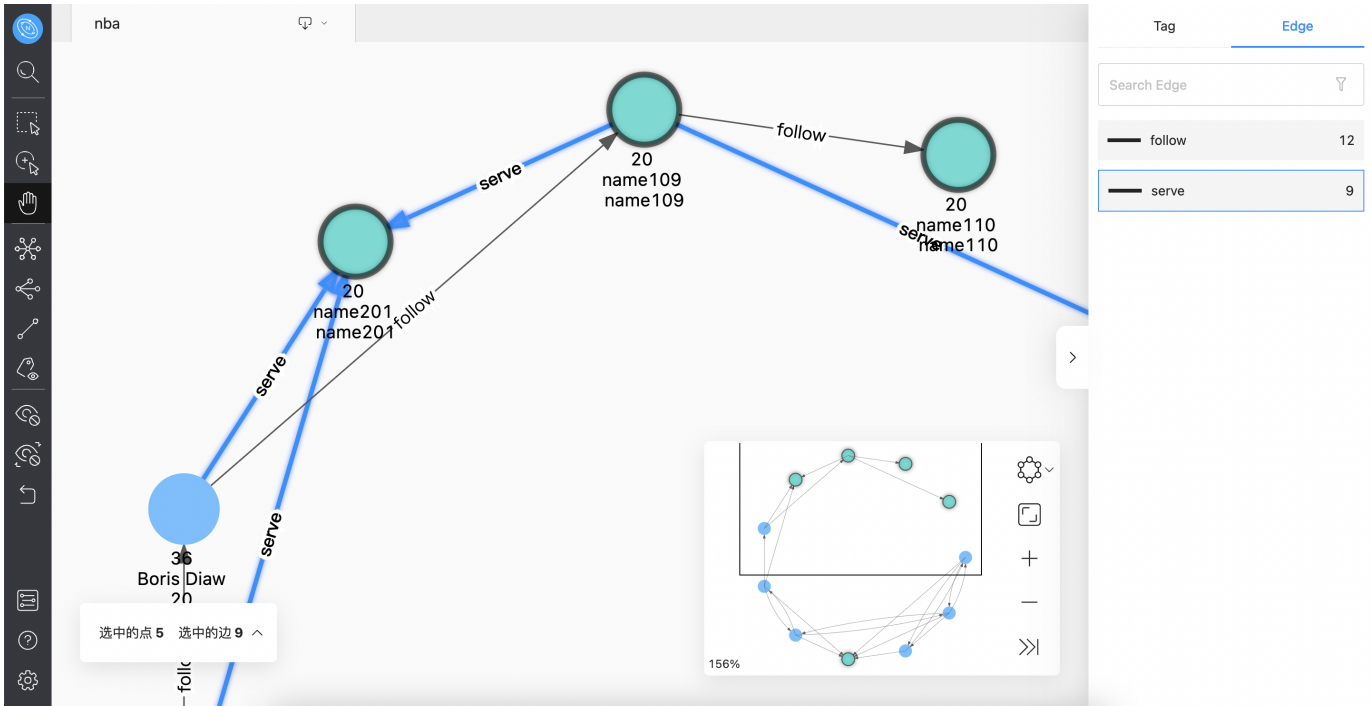 nba
Tag
Edge
Search Edge
follow
12
serve
9
follow
serve
20
name109
name109
20
name110
name110
serve
20
name201
name201
follow
serve
serve
36
Boris Diaw
20
选中的点 5 选中的边 9
156%